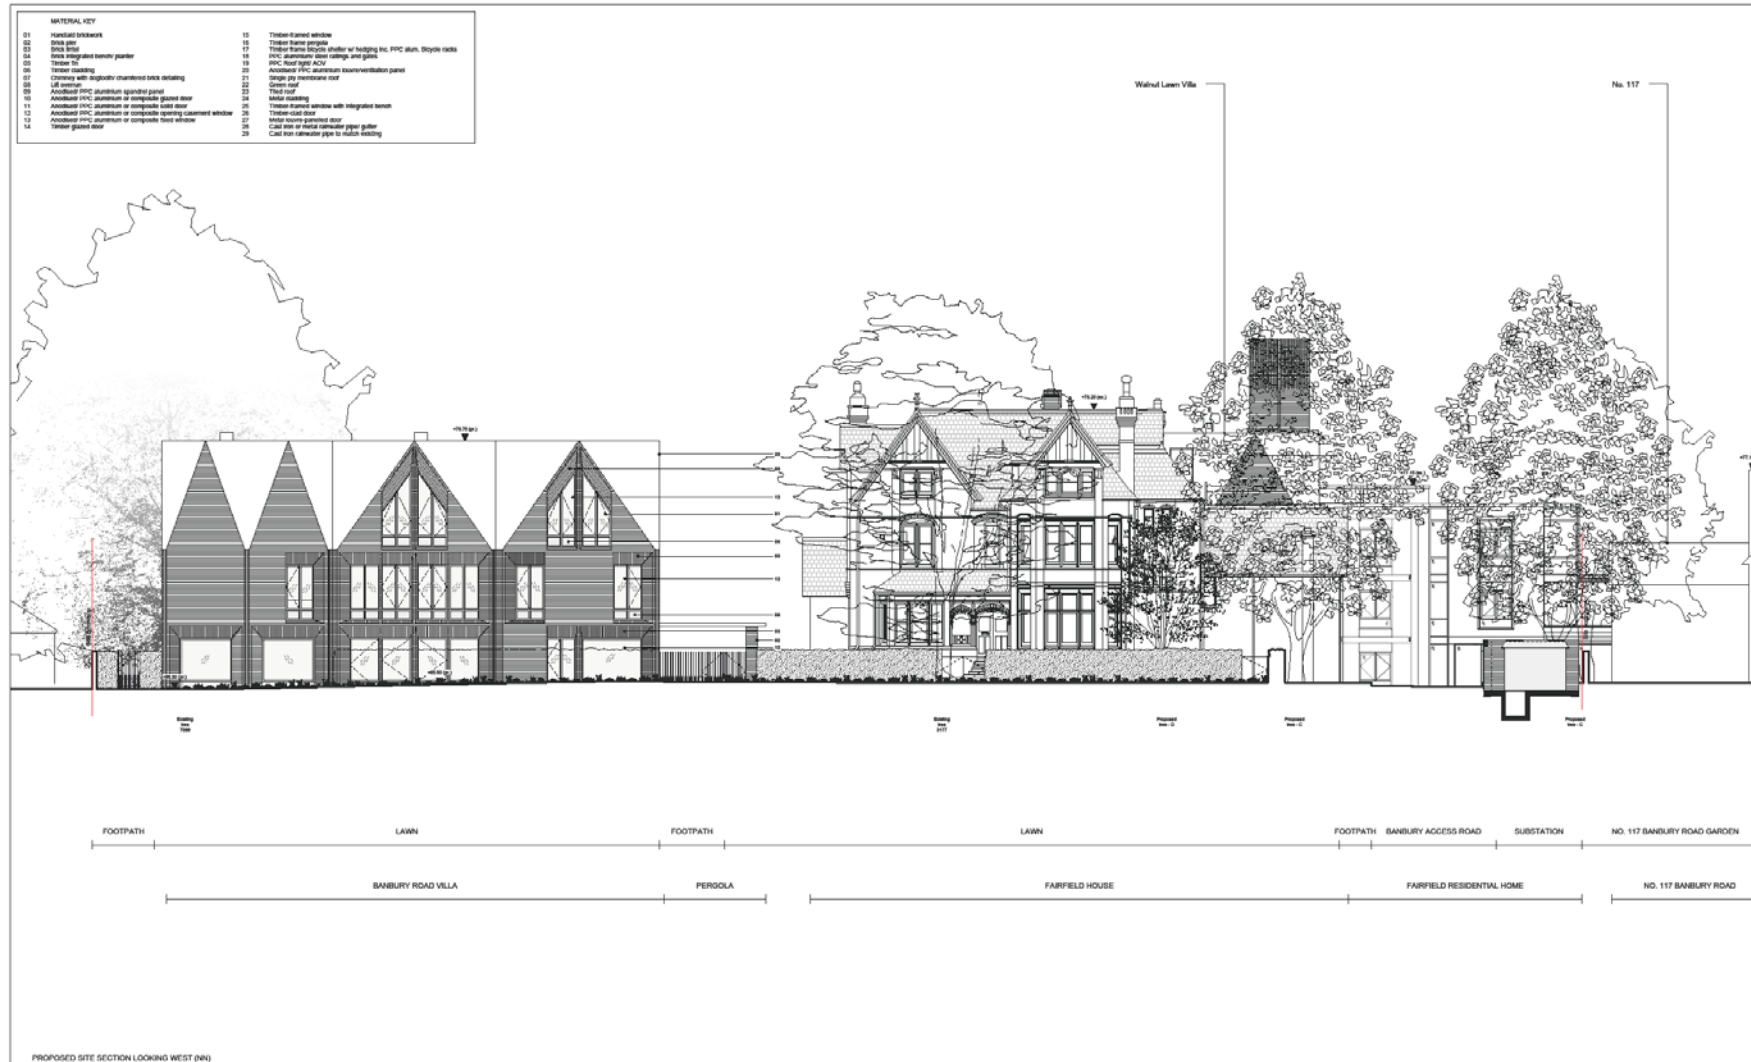 MATERIAL KEY
01 Handlaid brickwork
02 Brick pier
03 Brick lintel
04 Brick integrated bench/ planter
05 Timber fin
06 Timber cladding
07 Chimney with dogtooth/ chamfered brick detailing
08 Lift overrun
09 Anodised/ PPC aluminium spandrel panel
10 Anodised/ PPC aluminium or composite glazed door
11 Anodised/ PPC aluminium or composite solid door
12 Anodised/ PPC aluminium or composite opening casement window
13 Anodised/ PPC aluminium or composite fixed window
14 Timber glazed door
15 Timber-framed window
16 Timber frame pergola
17 Timber frame bicycle shelter w/ hedging inc. PPC alum. Bicycle racks
18 PPC aluminium/ steel railings and gates
19 PPC Roof light/ AOV
20 Anodised/ PPC aluminium louvre/ventilation panel
21 Single ply membrane roof
22 Green roof
23 Tiled roof
24 Metal cladding
25 Timber-framed window with integrated bench
26 Timber-clad door
27 Metal louvre-panelled door
28 Cast iron or metal rainwater pipe/ gutter
29 Cast iron rainwater pipe to match existing
Walnut Lawn Villa
No. 117
Existing
tree
Existing
tree
Proposed
tree - D
Proposed
tree - C
Proposed
tree - C
FOOTPATH
LAWN
FOOTPATH
LAWN
FOOTPATH
BANBURY ACCESS ROAD
SUBSTATION
NO. 117 BANBURY ROAD GARDEN
BANBURY ROAD VILLA
PERGOLA
FAIRFIELD HOUSE
FAIRFIELD RESIDENTIAL HOME
NO. 117 BANBURY ROAD
PROPOSED SITE SECTION LOOKING WEST (NN)